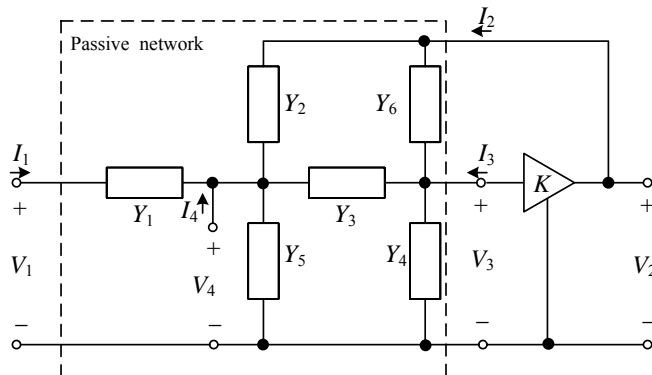 I₂
Passive network
Y₂
Y₆
I₁
I₃
K
Y₁
I₄
Y₃
+
+
+
+
Y₅
Y₄
V₁
V₄
V₃
V₂
−
−
−
−